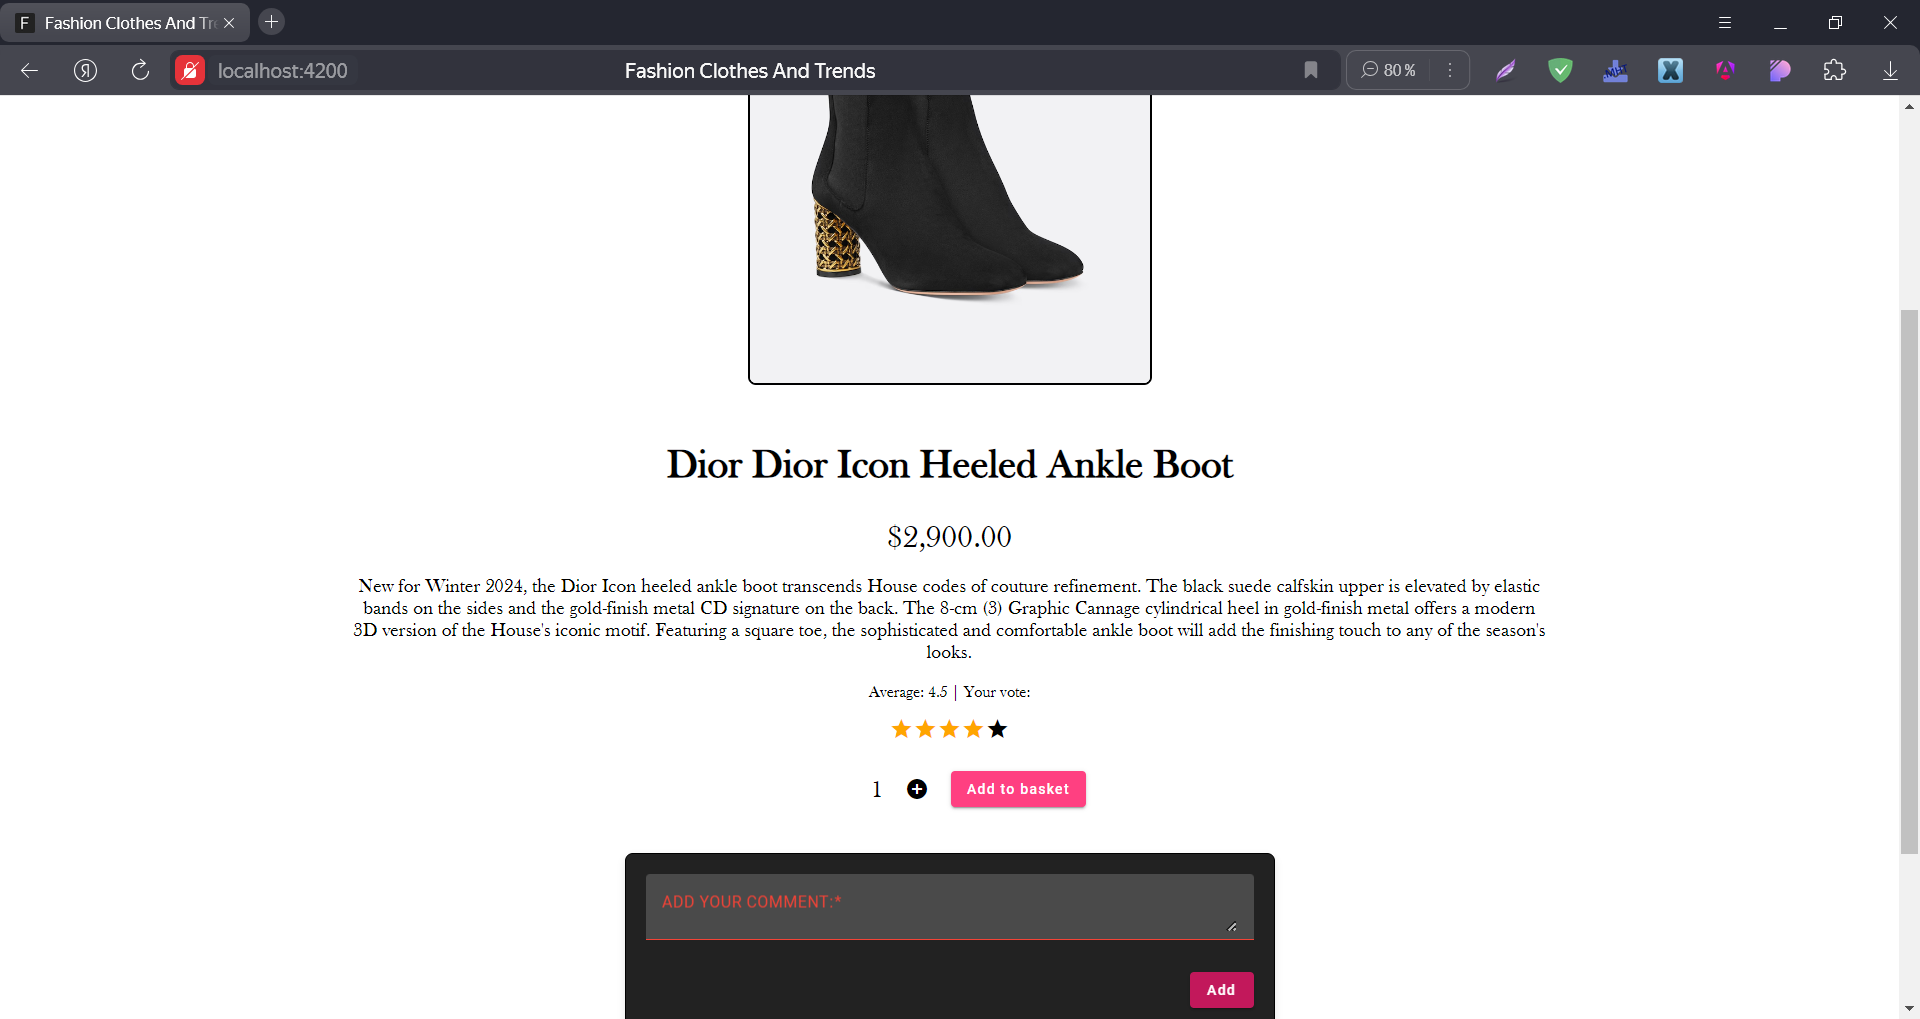 F Fashion Clothes And Tr
Я localhost:4200 Fashion Clothes And Trends 80 %
Dior Dior Icon Heeled Ankle Boot
$2,900.00
New for Winter 2024, the Dior Icon heeled ankle boot transcends House codes of couture refinement. The black suede calfskin upper is elevated by elastic
bands on the sides and the gold-finish metal CD signature on the back. The 8-cm (3) Graphic Cannage cylindrical heel in gold-finish metal offers a modern
3D version of the House's iconic motif. Featuring a square toe, the sophisticated and comfortable ankle boot will add the finishing touch to any of the season's
looks.
Average: 4.5 | Your vote:
1 Add to basket
ADD YOUR COMMENT:*
Add